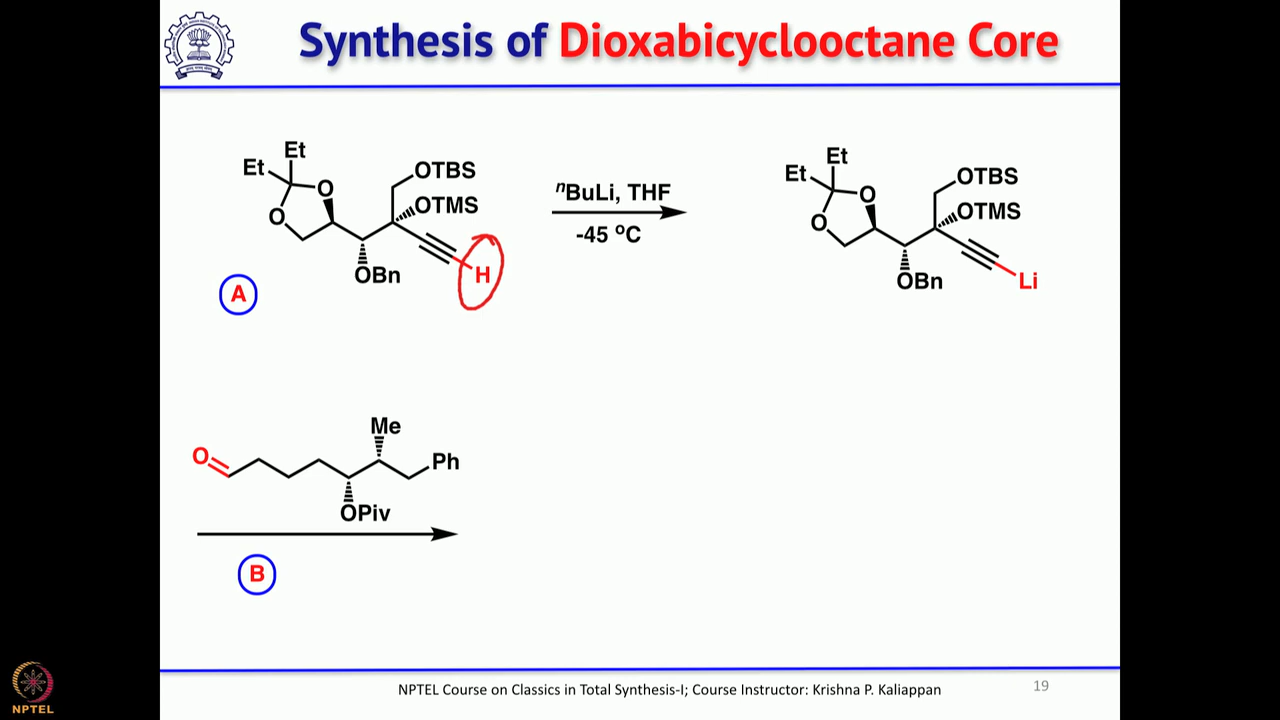 Synthesis of Dioxabicyclooctane Core
Et
Et
O
O
OTBS
OTMS
OBn
H
A
ⁿBuLi, THF
-45 ºC
Et
Et
O
O
OTBS
OTMS
OBn
Li
O
Me
Ph
OPiv
B
NPTEL Course on Classics in Total Synthesis-I; Course Instructor: Krishna P. Kaliappan
19
NPTEL